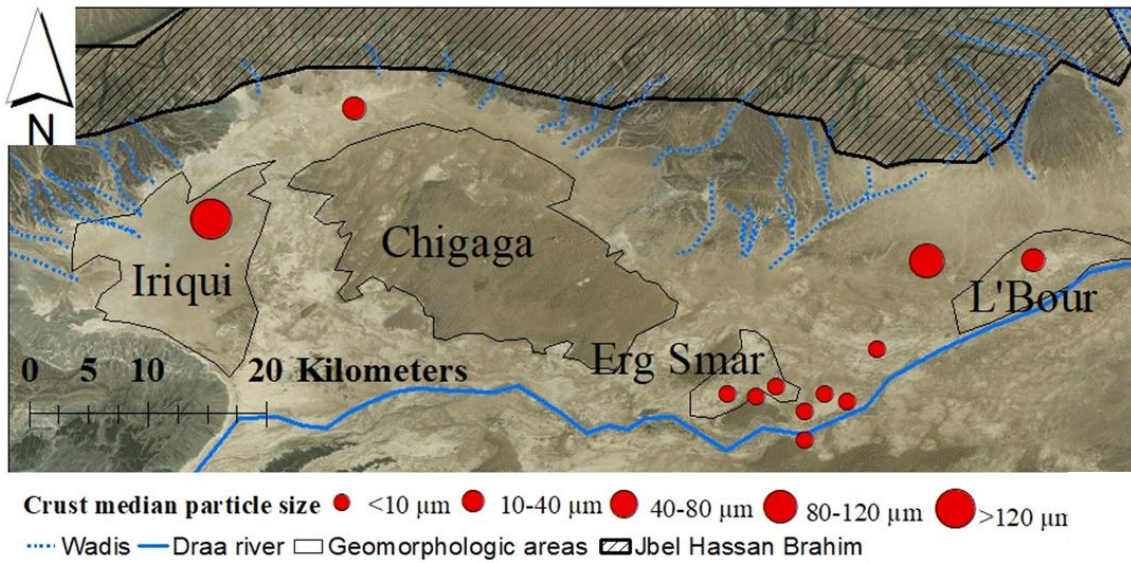 N
Chigaga
Iriqui
L'Bour
Erg Smar
0 5 10 20 Kilometers
Crust median particle size <10 µm 10-40 µm 40-80 µm 80-120 µm >120 µm
Wadis Draa river Geomorphologic areas Jbel Hassan Brahim